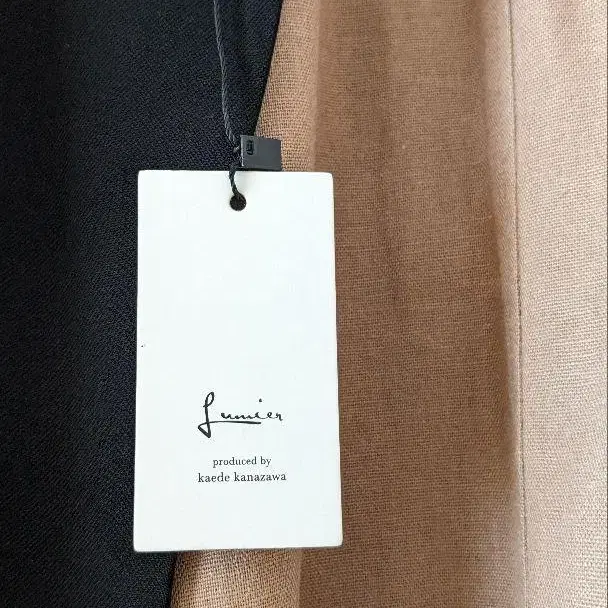 Lumier
produced by
kaede kanazawa